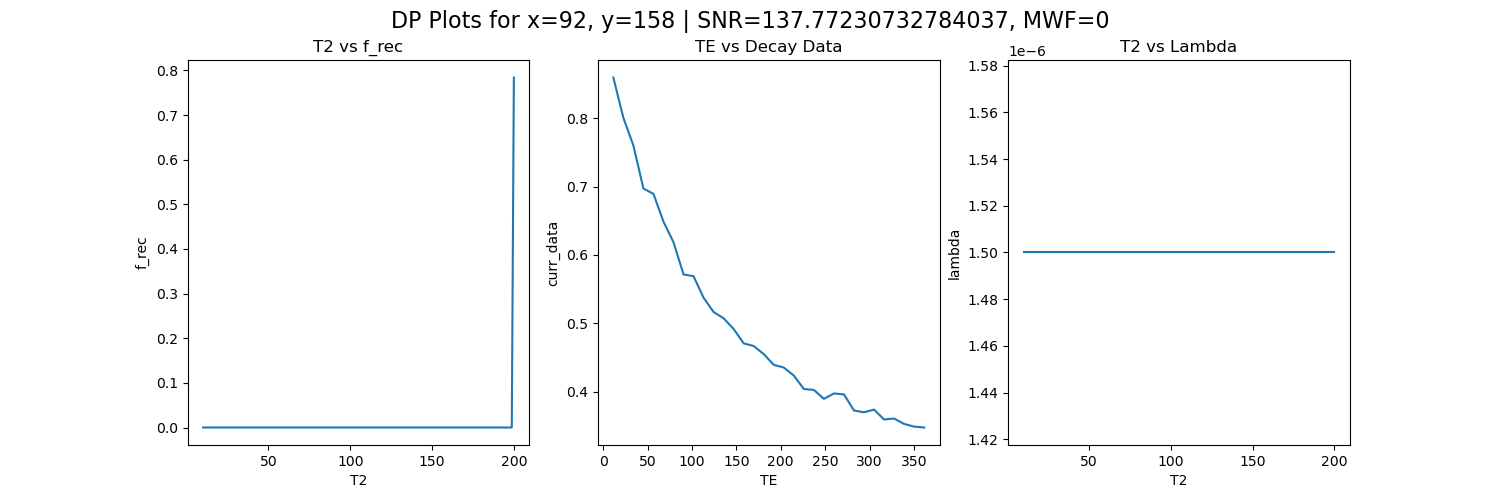 DP Plots for x=92, y=158 | SNR=137.77230732784037, MWF=0
T2 vs f_rec
f_rec
0.8
0.7
0.6
0.5
0.4
0.3
0.2
0.1
0.0
50 100 150 200
T2
TE vs Decay Data
curr_data
0.8
0.7
0.6
0.5
0.4
0 50 100 150 200 250 300 350
TE
T2 vs Lambda
1e−6
lambda
1.58
1.56
1.54
1.52
1.50
1.48
1.46
1.44
1.42
50 100 150 200
T2